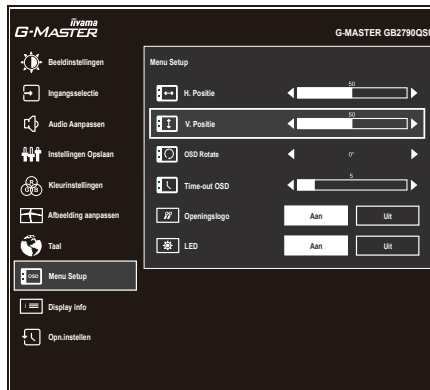 iiyama
G-MASTER
G-MASTER GB2790QSU
Beeldinstellingen
Ingangsselectie
Audio Aanpassen
Instellingen Opslaan
Kleurinstellingen
Afbeelding aanpassen
Taal
OSD Menu Setup
Display info
Opn.instellen
Menu Setup
H. Positie 50
V. Positie 50
OSD Rotate 0°
Time-out OSD 5
Openingslogo Aan Uit
LED Aan Uit